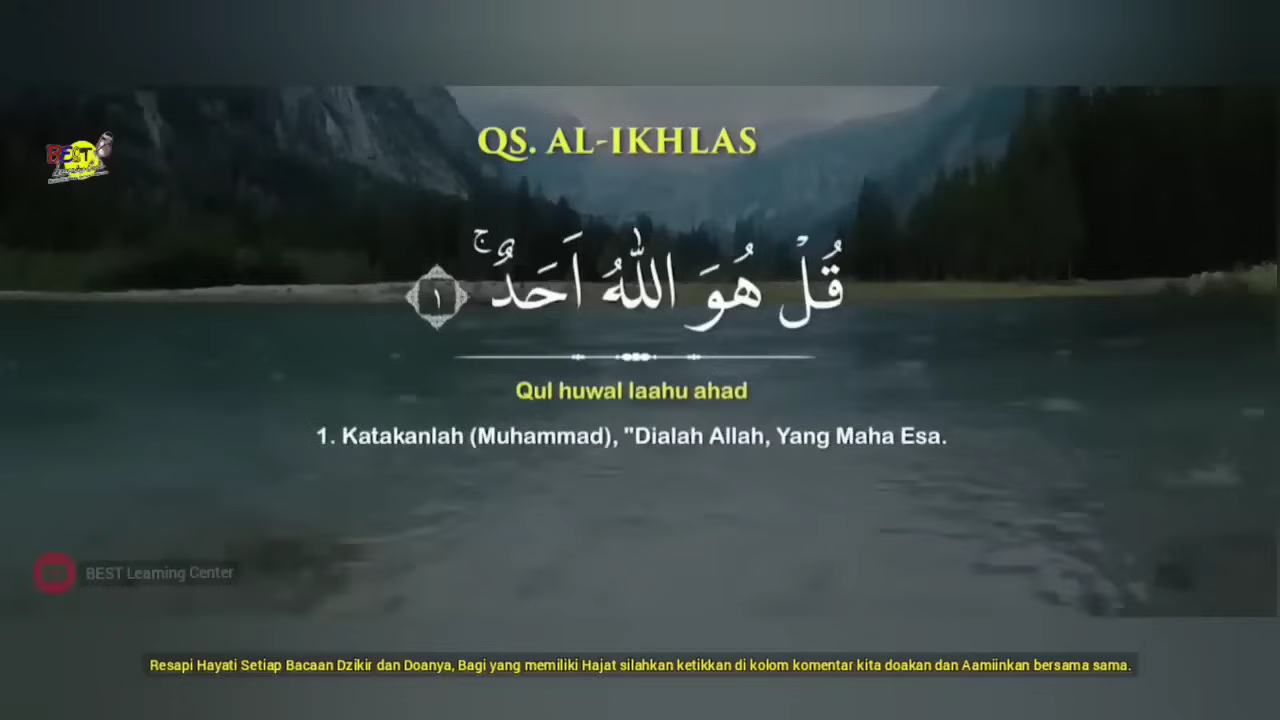 QS. AL-IKHLAS
BEST
قُلْ هُوَ اللّٰهُ اَحَدٌۚ ١
Qul huwal laahu ahad
1. Katakanlah (Muhammad), "Dialah Allah, Yang Maha Esa.
BEST Learning Center
Resapi Hayati Setiap Bacaan Dzikir dan Doanya, Bagi yang memiliki Hajat silahkan ketikkan di kolom komentar kita doakan dan Aamiinkan bersama sama.